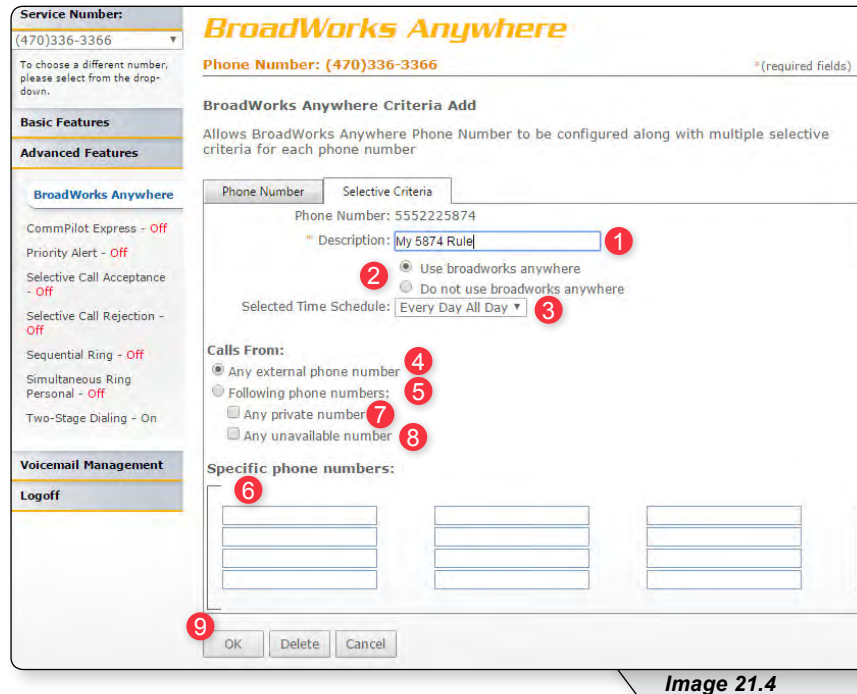 Service Number:
(470)336-3366
To choose a different number,
please select from the drop-
down.
Basic Features
Advanced Features
BroadWorks Anywhere
CommPilot Express - Off
Priority Alert - Off
Selective Call Acceptance
- Off
Selective Call Rejection -
Off
Sequential Ring - Off
Simultaneous Ring
Personal - Off
Two-Stage Dialing - On
Voicemail Management
Logoff
BroadWorks Anywhere
Phone Number: (470)336-3366 *(required fields)
BroadWorks Anywhere Criteria Add
Allows BroadWorks Anywhere Phone Number to be configured along with multiple selective
criteria for each phone number
Phone Number Selective Criteria
Phone Number: 5552225874
* Description: My 5874 Rule 1
2 Use broadworks anywhere
Do not use broadworks anywhere
Selected Time Schedule: Every Day All Day 3
Calls From:
Any external phone number 4
Following phone numbers: 5
Any private number 7
Any unavailable number 8
Specific phone numbers:
6
9
OK Delete Cancel
Image 21.4